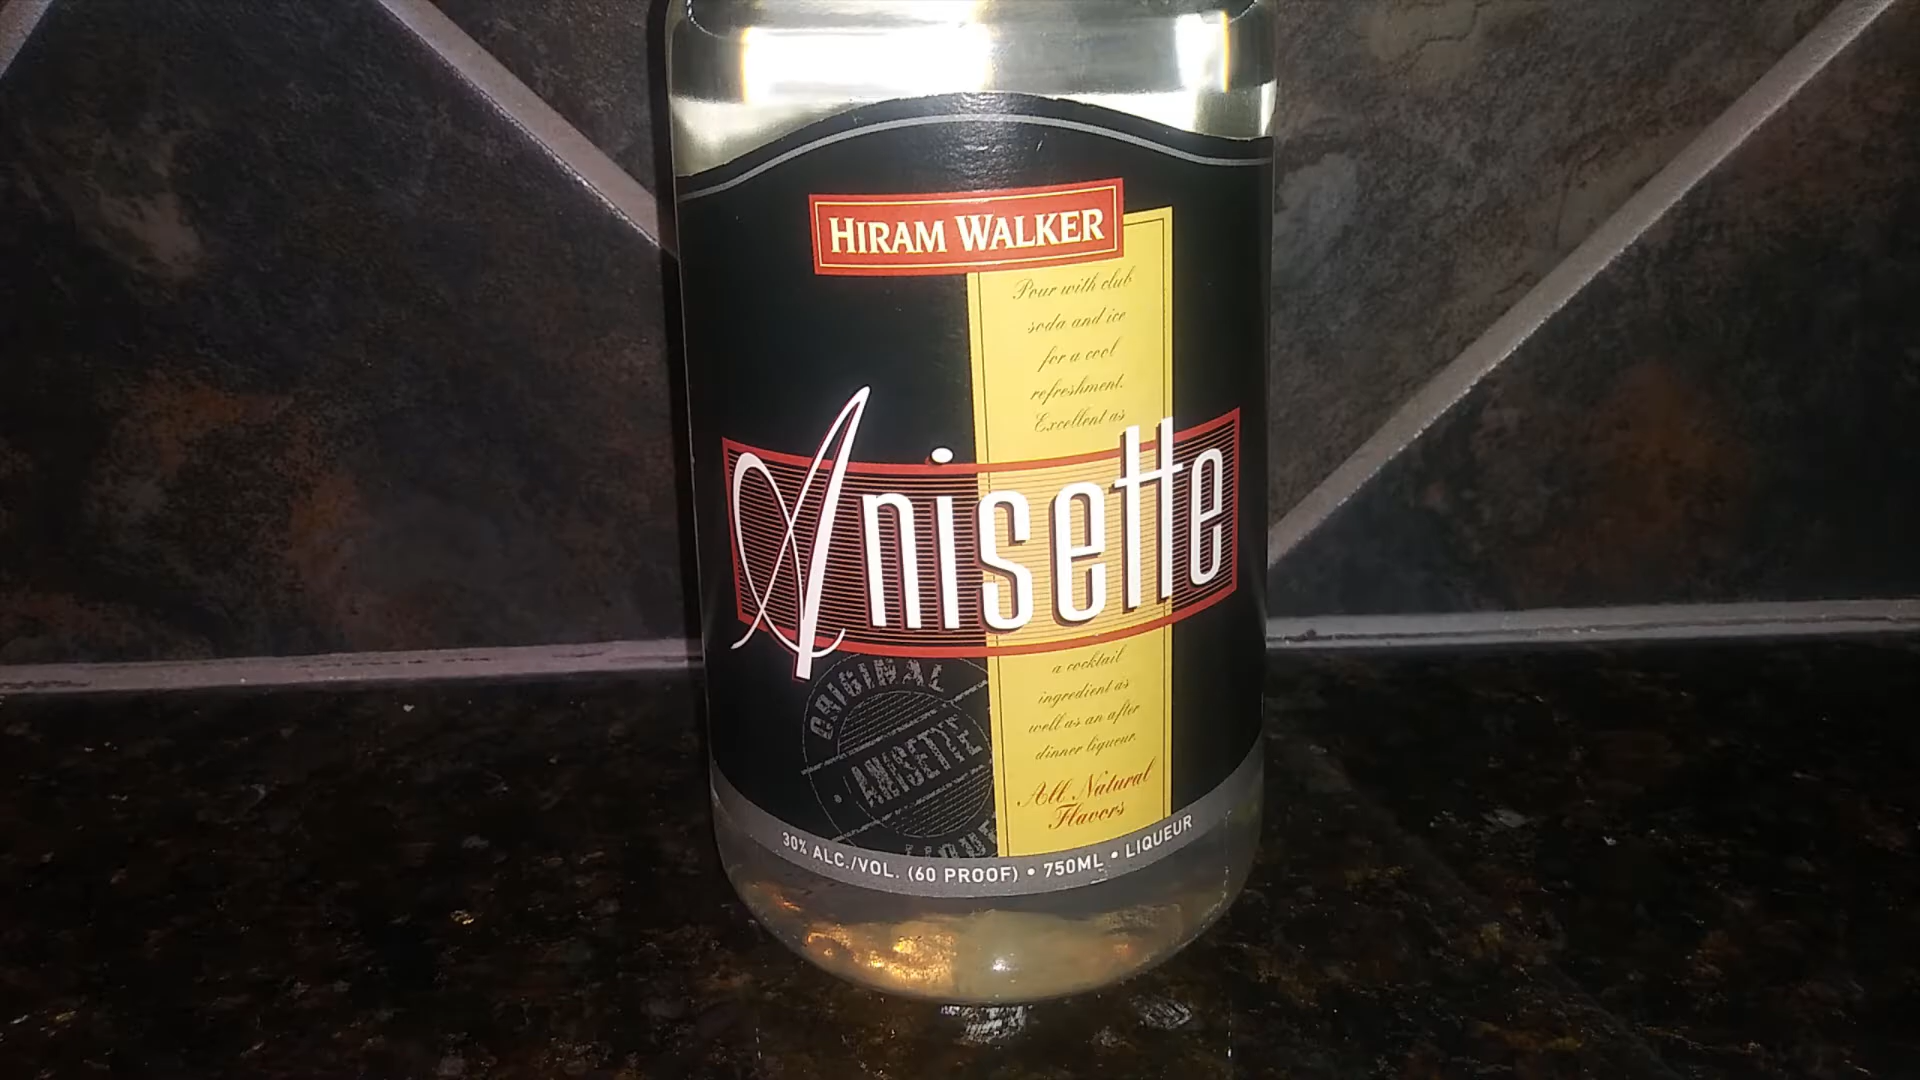 HIRAM WALKER
Pour with club
soda and ice
for a cool
refreshment.
Excellent as
Anisette
a cocktail
ingredient as
well as an after
dinner liqueur.
All Natural
Flavors
ORIGINAL
ANISETTE
30% ALC./VOL. (60 PROOF) • 750ML • LIQUEUR